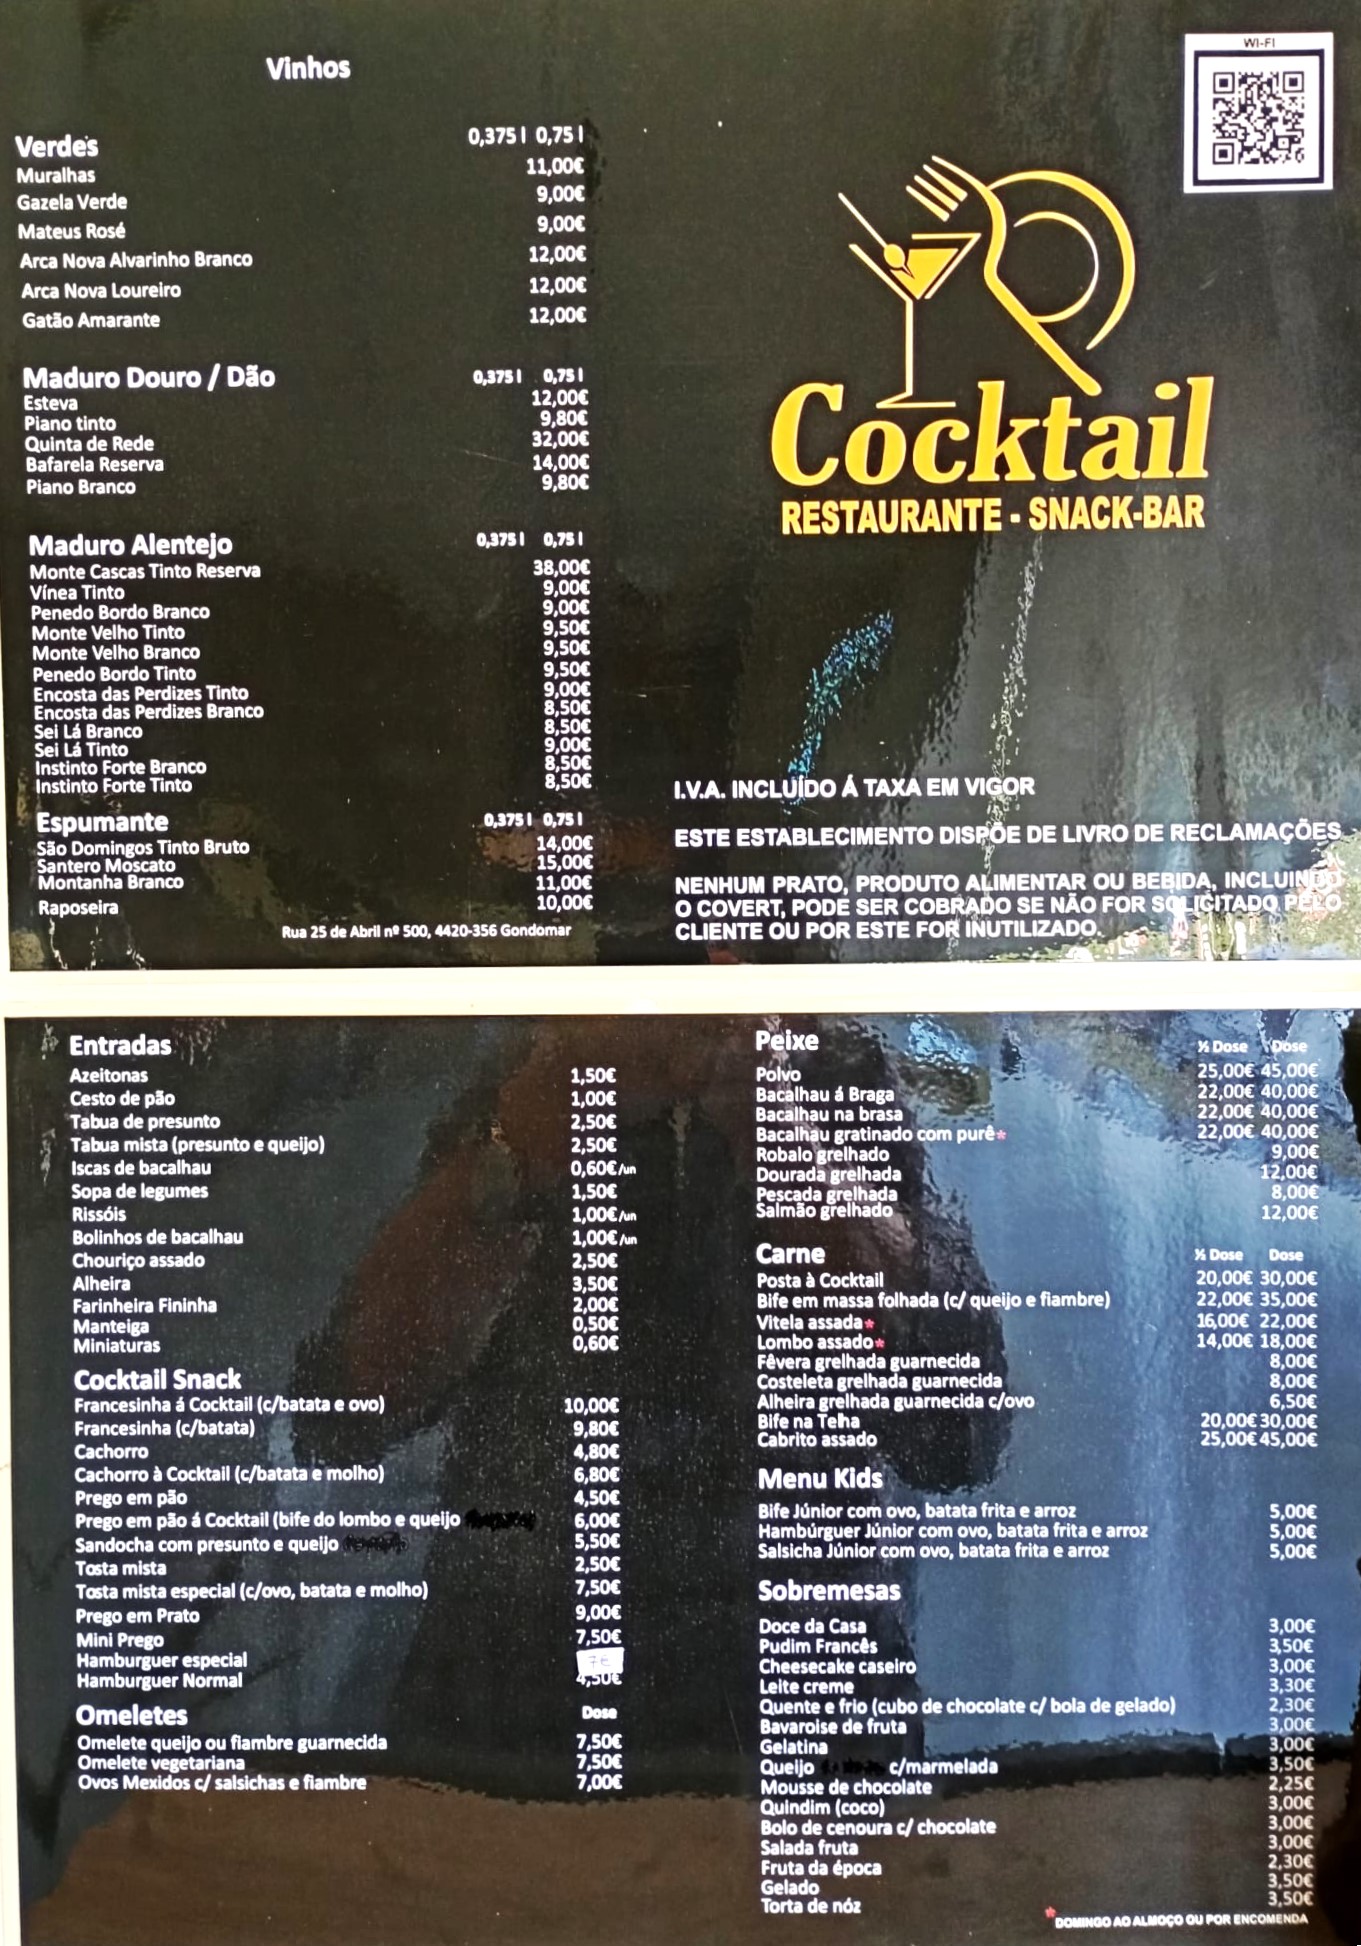 WI-FI
Vinhos
Verdes 0,375 l 0,75 l
Muralhas 11,00€
Gazela Verde 9,00€
Mateus Rosé 9,00€
Arca Nova Alvarinho Branco 12,00€
Arca Nova Loureiro 12,00€
Gatão Amarante 12,00€
Maduro Douro / Dão 0,375 l 0,75 l
Esteva 12,00€
Piano tinto 9,80€
Quinta de Rede 32,00€
Bafarela Reserva 14,00€
Piano Branco 9,80€
Maduro Alentejo 0,375 l 0,75 l
Monte Cascas Tinto Reserva 38,00€
Vínea Tinto 9,00€
Penedo Bordo Branco 9,00€
Monte Velho Tinto 9,50€
Monte Velho Branco 9,50€
Penedo Bordo Tinto 9,50€
Encosta das Perdizes Tinto 9,00€
Encosta das Perdizes Branco 8,50€
Sei Lá Branco 8,50€
Sei Lá Tinto 9,00€
Instinto Forte Branco 8,50€
Instinto Forte Tinto 8,50€
Espumante 0,375 l 0,75 l
São Domingos Tinto Bruto 14,00€
Santero Moscato 15,00€
Montanha Branco 11,00€
Raposeira 10,00€
Rua 25 de Abril nº 500, 4420-356 Gondomar
Cocktail
RESTAURANTE - SNACK-BAR
I.V.A. INCLUÍDO Á TAXA EM VIGOR
ESTE ESTABLECIMENTO DISPÕE DE LIVRO DE RECLAMAÇÕES
NENHUM PRATO, PRODUTO ALIMENTAR OU BEBIDA, INCLUINDO
O COVERT, PODE SER COBRADO SE NÃO FOR SOLICITADO PELO
CLIENTE OU POR ESTE FOR INUTILIZADO.
Entradas
Azeitonas 1,50€
Cesto de pão 1,00€
Tabua de presunto 2,50€
Tabua mista (presunto e queijo) 2,50€
Iscas de bacalhau 0,60€/un
Sopa de legumes 1,50€
Rissóis 1,00€/un
Bolinhos de bacalhau 1,00€/un
Chouriço assado 2,50€
Alheira 3,50€
Farinheira Fininha 2,00€
Manteiga 0,50€
Miniaturas 0,60€
Cocktail Snack
Francesinha á Cocktail (c/batata e ovo) 10,00€
Francesinha (c/batata) 9,80€
Cachorro 4,80€
Cachorro à Cocktail (c/batata e molho) 6,80€
Prego em pão 4,50€
Prego em pão á Cocktail (bife do lombo e queijo 6,00€
Sandocha com presunto e queijo 5,50€
Tosta mista 2,50€
Tosta mista especial (c/ovo, batata e molho) 7,50€
Prego em Prato 9,00€
Mini Prego 7,50€
Hamburguer especial 7€
Hamburguer Normal 4,50€
Omeletes Dose
Omelete queijo ou fiambre guarnecida 7,50€
Omelete vegetariana 7,50€
Ovos Mexidos c/ salsichas e fiambre 7,00€
Peixe ½ Dose Dose
Polvo 25,00€ 45,00€
Bacalhau á Braga 22,00€ 40,00€
Bacalhau na brasa 22,00€ 40,00€
Bacalhau gratinado com purê* 22,00€ 40,00€
Robalo grelhado 9,00€
Dourada grelhada 12,00€
Pescada grelhada 8,00€
Salmão grelhado 12,00€
Carne ½ Dose Dose
Posta à Cocktail 20,00€ 30,00€
Bife em massa folhada (c/ queijo e fiambre) 22,00€ 35,00€
Vitela assada* 16,00€ 22,00€
Lombo assado* 14,00€ 18,00€
Fêvera grelhada guarnecida 8,00€
Costeleta grelhada guarnecida 8,00€
Alheira grelhada guarnecida c/ovo 6,50€
Bife na Telha 20,00€ 30,00€
Cabrito assado 25,00€ 45,00€
Menu Kids
Bife Júnior com ovo, batata frita e arroz 5,00€
Hambúrguer Júnior com ovo, batata frita e arroz 5,00€
Salsicha Júnior com ovo, batata frita e arroz 5,00€
Sobremesas
Doce da Casa 3,00€
Pudim Francês 3,50€
Cheesecake caseiro 3,00€
Leite creme 3,30€
Quente e frio (cubo de chocolate c/ bola de gelado) 2,30€
Bavaroise de fruta 3,00€
Gelatina 3,00€
Queijo c/marmelada 3,50€
Mousse de chocolate 2,25€
Quindim (coco) 3,00€
Bolo de cenoura c/ chocolate 3,00€
Salada fruta 3,00€
Fruta da época 2,30€
Gelado 3,50€
Torta de nóz 3,50€
*DOMINGO AO ALMOÇO OU POR ENCOMENDA